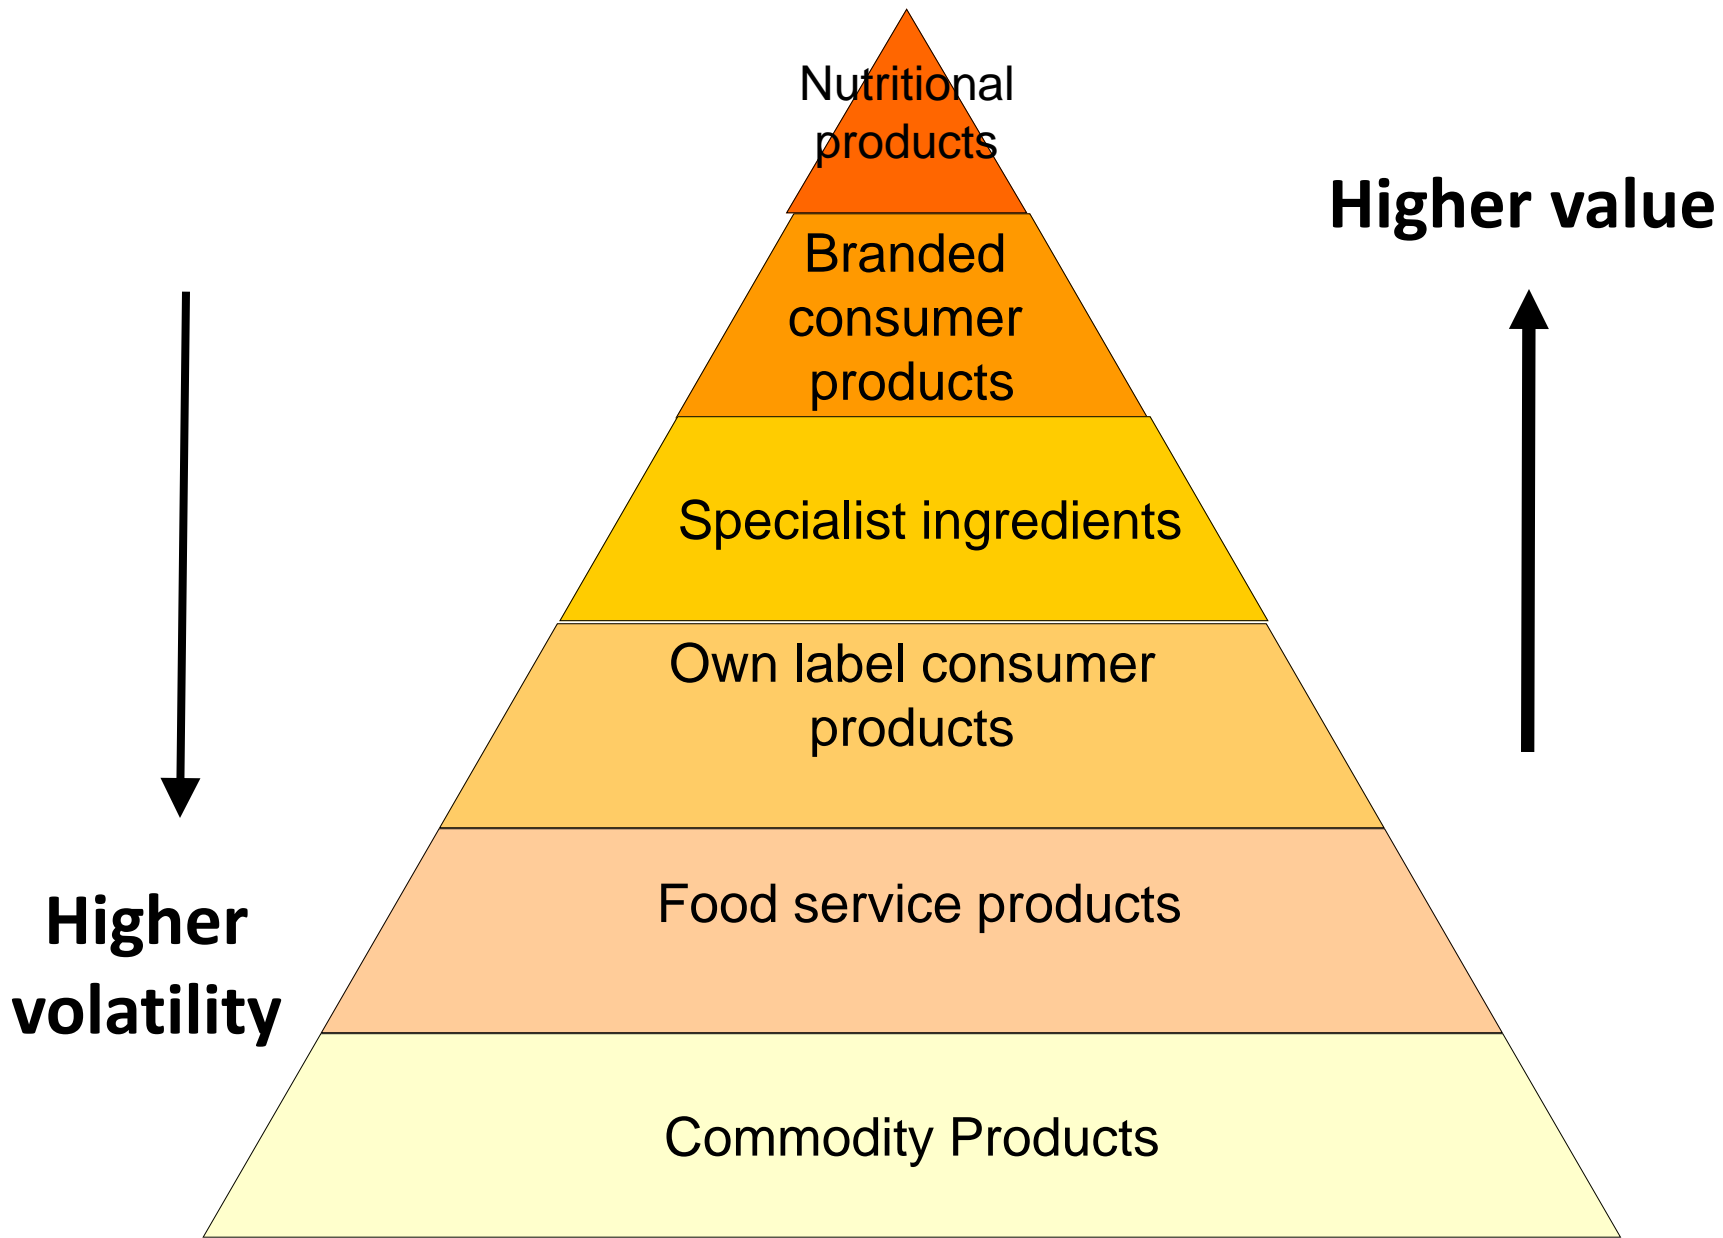 Nutritional
products
Higher value
Branded
consumer
products
Specialist ingredients
Own label consumer
products
Food service products
Higher
volatility
Commodity Products